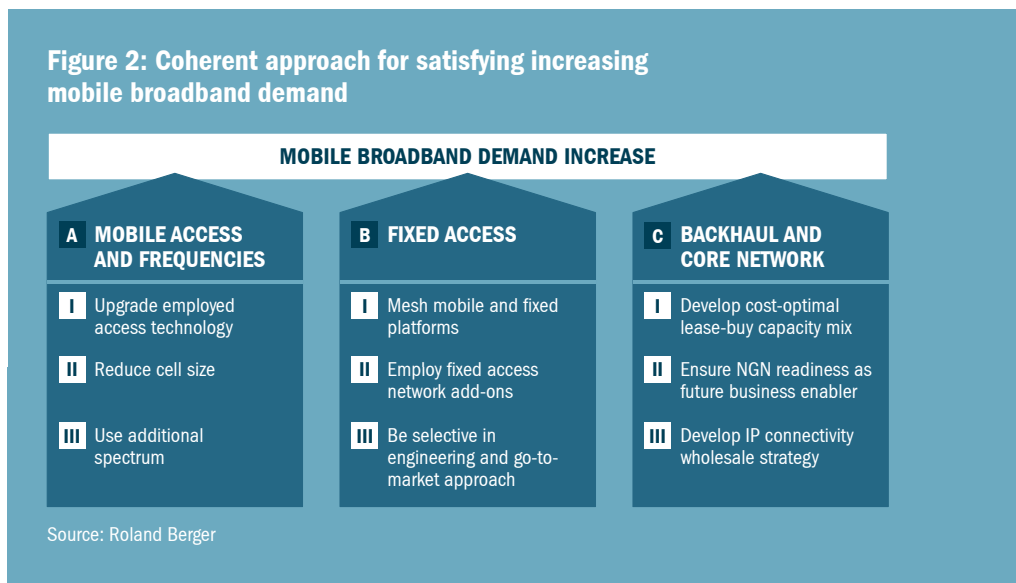 Figure 2: Coherent approach for satisfying increasing
mobile broadband demand
MOBILE BROADBAND DEMAND INCREASE
A MOBILE ACCESS
AND FREQUENCIES
I Upgrade employed
access technology
II Reduce cell size
III Use additional
spectrum
B FIXED ACCESS
I Mesh mobile and fixed
platforms
II Employ fixed access
network add-ons
III Be selective in
engineering and go-to-
market approach
C BACKHAUL AND
CORE NETWORK
I Develop cost-optimal
lease-buy capacity mix
II Ensure NGN readiness as
future business enabler
III Develop IP connectivity
wholesale strategy
Source: Roland Berger